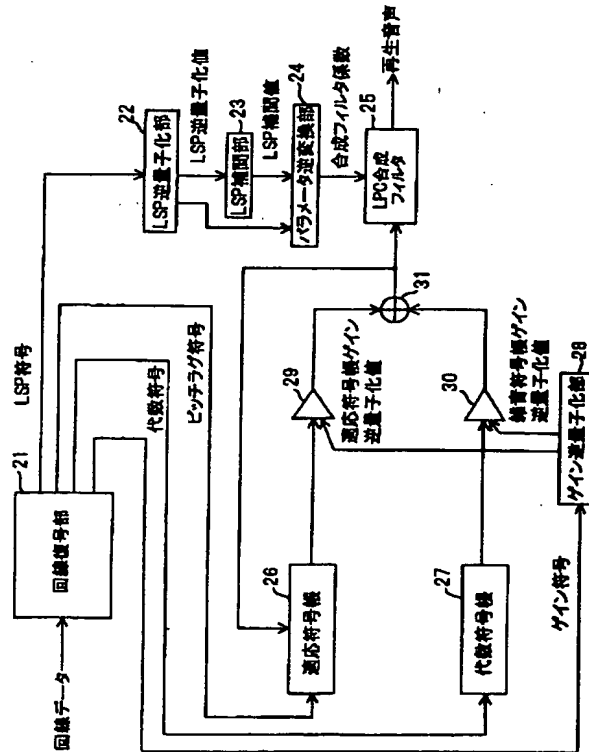 回線データ
21
回線復号部
LSP符号
代数符号
ピッチラグ符号
22
LSP逆量子化部
LSP逆量子化値
23
LSP補間部
LSP補間値
24
パラメータ逆変換部
合成フィルタ係数
25
LPC合成
フィルタ
再生音声
26
適応符号帳
29
適応符号帳ゲイン
逆量子化値
31
27
代数符号帳
30
雑音符号帳ゲイン
逆量子化値
ゲイン符号
28
ゲイン逆量子化部